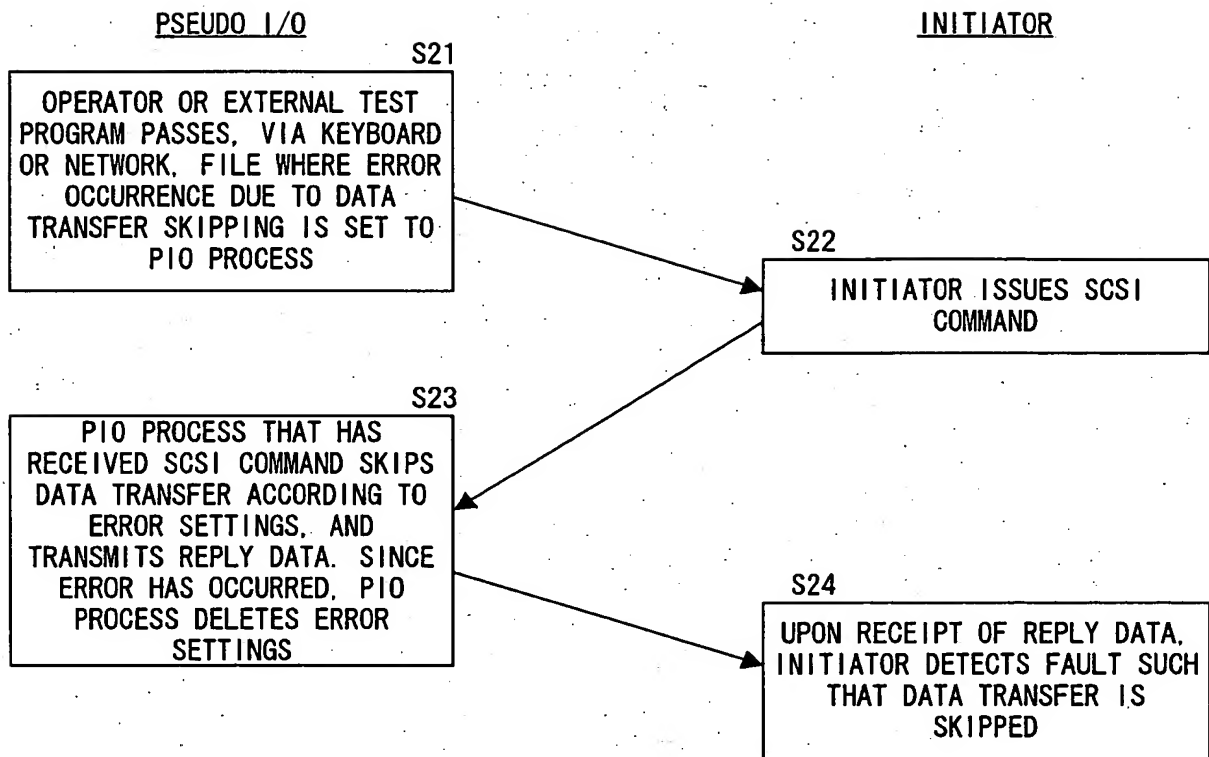 PSEUDO I/O
INITIATOR
S21
OPERATOR OR EXTERNAL TEST
PROGRAM PASSES, VIA KEYBOARD
OR NETWORK, FILE WHERE ERROR
OCCURRENCE DUE TO DATA
TRANSFER SKIPPING IS SET TO
PIO PROCESS
S22
INITIATOR ISSUES SCSI
COMMAND
S23
PIO PROCESS THAT HAS
RECEIVED SCSI COMMAND SKIPS
DATA TRANSFER ACCORDING TO
ERROR SETTINGS, AND
TRANSMITS REPLY DATA. SINCE
ERROR HAS OCCURRED, PIO
PROCESS DELETES ERROR
SETTINGS
S24
UPON RECEIPT OF REPLY DATA,
INITIATOR DETECTS FAULT SUCH
THAT DATA TRANSFER IS
SKIPPED